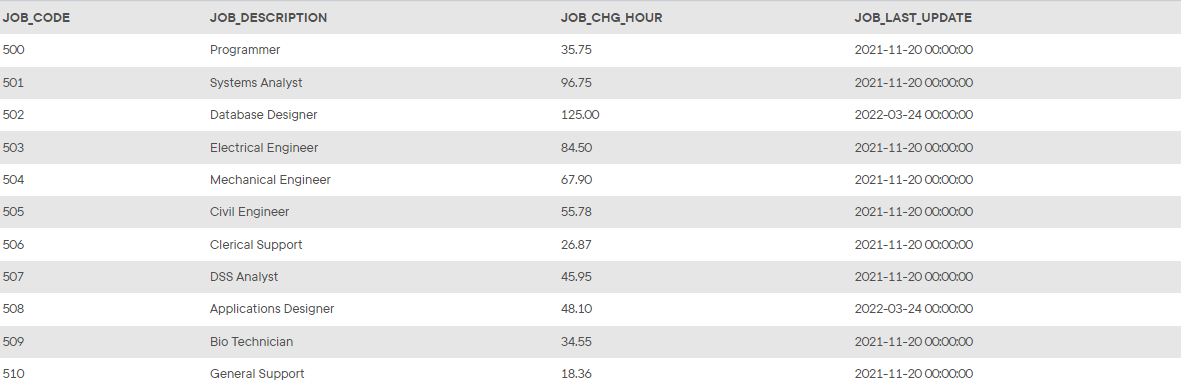 JOB_CODE JOB_DESCRIPTION JOB_CHG_HOUR JOB_LAST_UPDATE
500 Programmer 35.75 2021-11-20 00:00:00
501 Systems Analyst 96.75 2021-11-20 00:00:00
502 Database Designer 125.00 2022-03-24 00:00:00
503 Electrical Engineer 84.50 2021-11-20 00:00:00
504 Mechanical Engineer 67.90 2021-11-20 00:00:00
505 Civil Engineer 55.78 2021-11-20 00:00:00
506 Clerical Support 26.87 2021-11-20 00:00:00
507 DSS Analyst 45.95 2021-11-20 00:00:00
508 Applications Designer 48.10 2022-03-24 00:00:00
509 Bio Technician 34.55 2021-11-20 00:00:00
510 General Support 18.36 2021-11-20 00:00:00